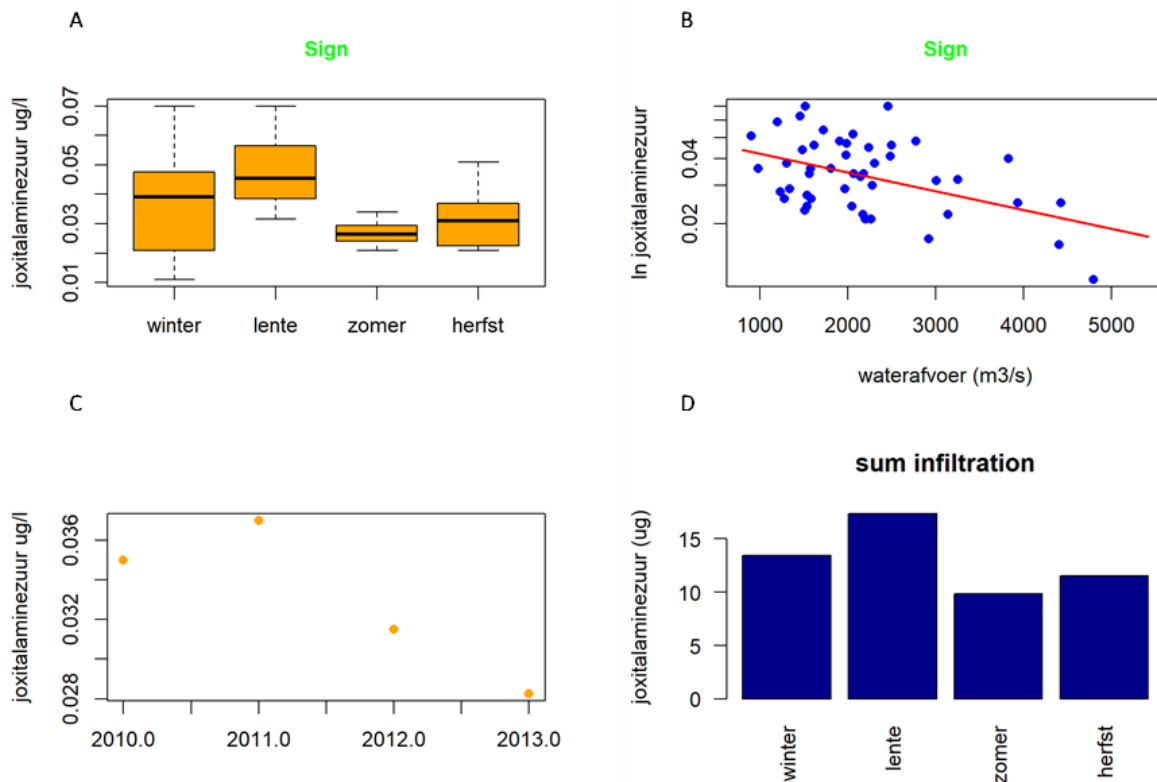 A
Sign
joxitalaminezuur ug/l
0.07
0.05
0.03
0.01
winter lente zomer herfst
B
Sign
ln joxitalaminezuur
0.04
0.02
1000 2000 3000 4000 5000
waterafvoer (m3/s)
C
joxitalaminezuur ug/l
0.036
0.032
0.028
2010.0 2011.0 2012.0 2013.0
D
sum infiltration
joxitalaminezuur (ug)
15
10
5
0
winter
lente
zomer
herfst